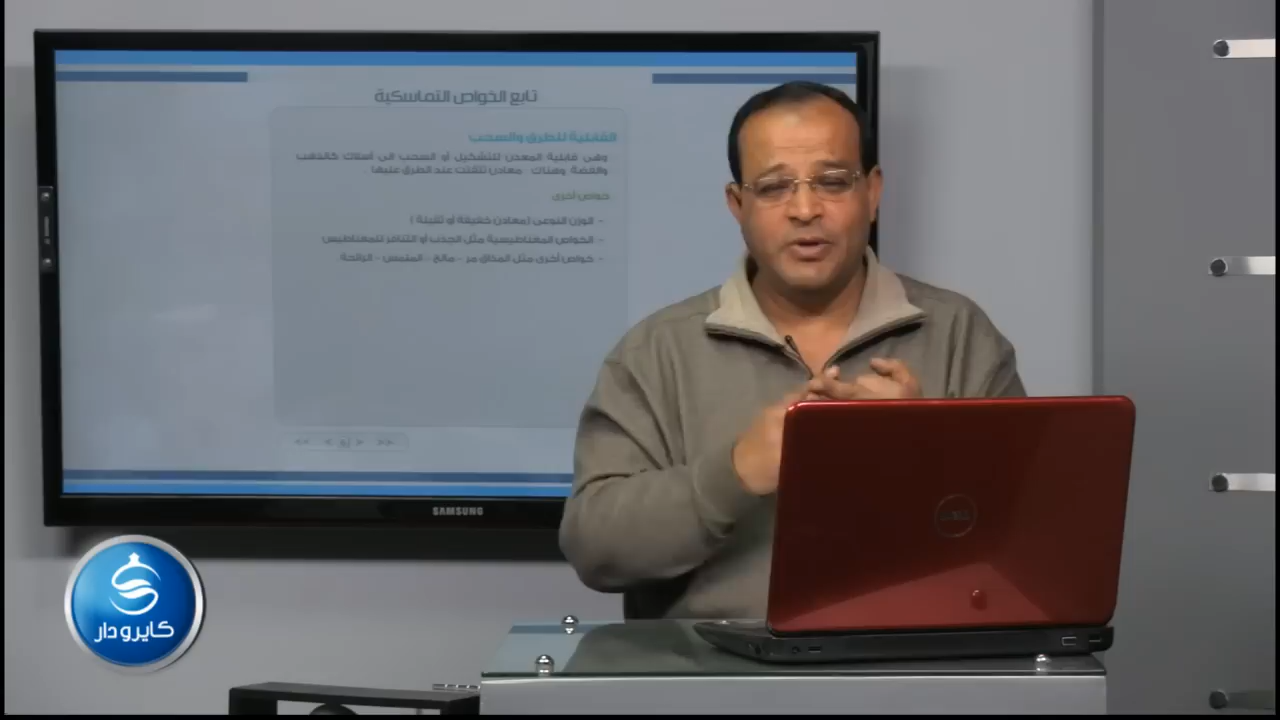 تابع الخواص التماسكية
القابلية للطرق والسحب
وهى قابلية المعدن للتشكيل أو السحب الى أسلاك كالذهب
والفضة وهناك معادن تتفتت عند الطرق عليها .
خواص أخرى
- الوزن النوعى (معادن خفيفة أو ثقيلة )
- الخواص المغناطيسية مثل الجذب أو التنافر للمغناطيس
- خواص أخرى مثل المذاق مر - مالح - الملمس - الرائحة.
SAMSUNG
DELL
كايرودار